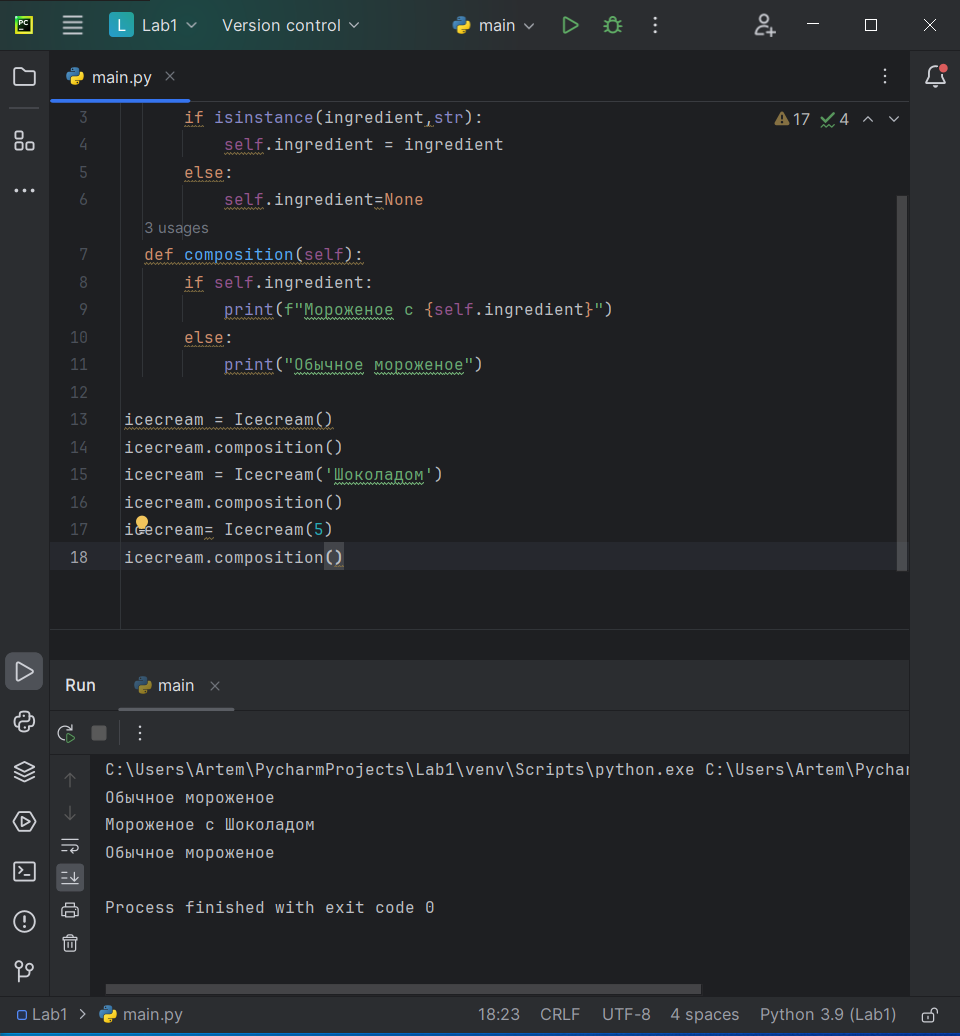 PC
L Lab1 Version control main
main.py
17 4
3 if isinstance(ingredient,str):
4 self.ingredient = ingredient
5 else:
6 self.ingredient=None
3 usages
7 def composition(self):
8 if self.ingredient:
9 print(f"Мороженое с {self.ingredient}")
10 else:
11 print("Обычное мороженое")
12
13 icecream = Icecream()
14 icecream.composition()
15 icecream = Icecream('Шоколадом')
16 icecream.composition()
17 icecream= Icecream(5)
18 icecream.composition()
Run main
C:\Users\Artem\PycharmProjects\Lab1\venv\Scripts\python.exe C:\Users\Artem\Pychar
Обычное мороженое
Мороженое с Шоколадом
Обычное мороженое
Process finished with exit code 0
Lab1 main.py 18:23 CRLF UTF-8 4 spaces Python 3.9 (Lab1)